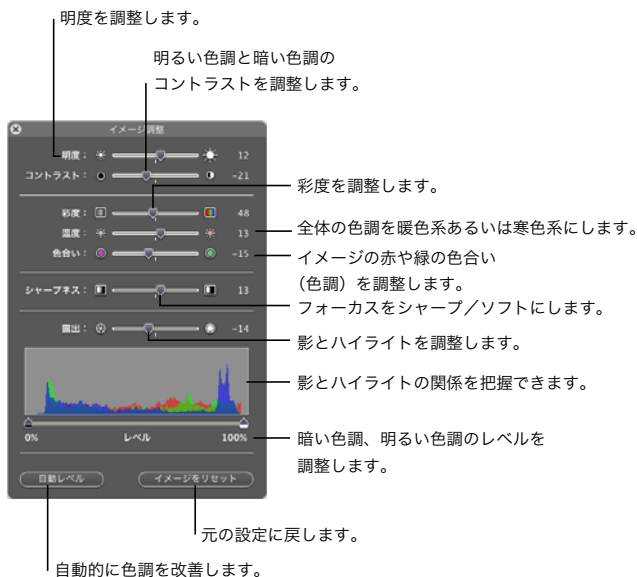 明度を調整します。
明るい色調と暗い色調の
コントラストを調整します。
イメージ調整
明度： 12
コントラスト： -21
彩度： 48
温度： 13
色合い： -15
シャープネス： 13
露出： -14
0% レベル 100%
自動レベル イメージをリセット
彩度を調整します。
全体の色調を暖色系あるいは寒色系にします。
イメージの赤や緑の色合い
（色調）を調整します。
フォーカスをシャープ／ソフトにします。
影とハイライトを調整します。
影とハイライトの関係を把握できます。
暗い色調、明るい色調のレベルを
調整します。
元の設定に戻します。
自動的に色調を改善します。